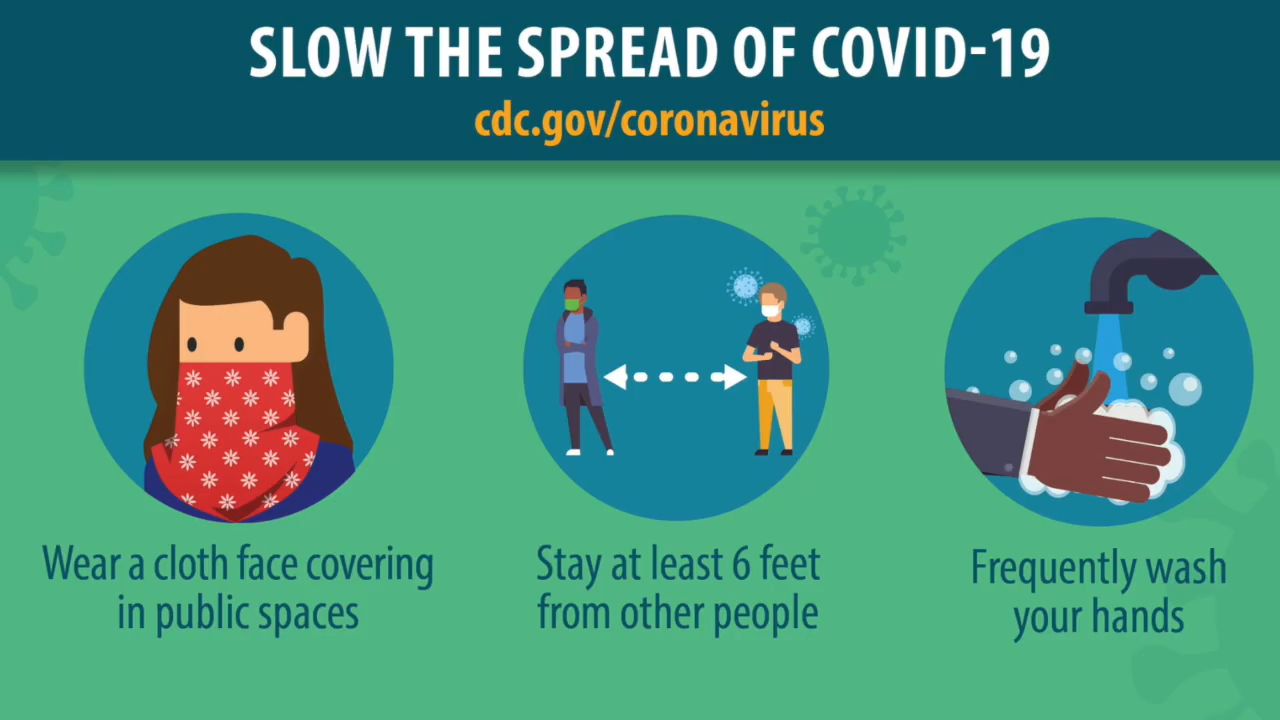 SLOW THE SPREAD OF COVID-19
cdc.gov/coronavirus
Wear a cloth face covering
in public spaces
Stay at least 6 feet
from other people
Frequently wash
your hands